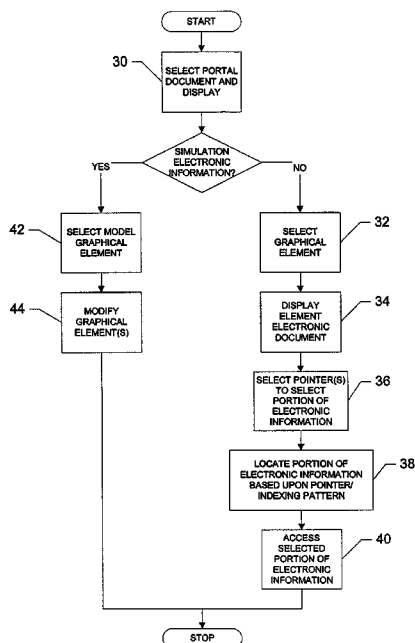 START
30
SELECT PORTAL
DOCUMENT AND
DISPLAY
SIMULATION
ELECTRONIC
INFORMATION?
YES
NO
42
SELECT MODEL
GRAPHICAL
ELEMENT
SELECT
GRAPHICAL
ELEMENT
32
44
MODIFY
GRAPHICAL
ELEMENT(S)
DISPLAY
ELEMENT
ELECTRONIC
DOCUMENT
34
SELECT POINTER(S)
TO SELECT
PORTION OF
ELECTRONIC
INFORMATION
36
LOCATE PORTION OF
ELECTRONIC INFORMATION
BASED UPON POINTER/
INDEXING PATTERN
38
ACCESS
SELECTED
PORTION OF
ELECTRONIC
INFORMATION
40
STOP